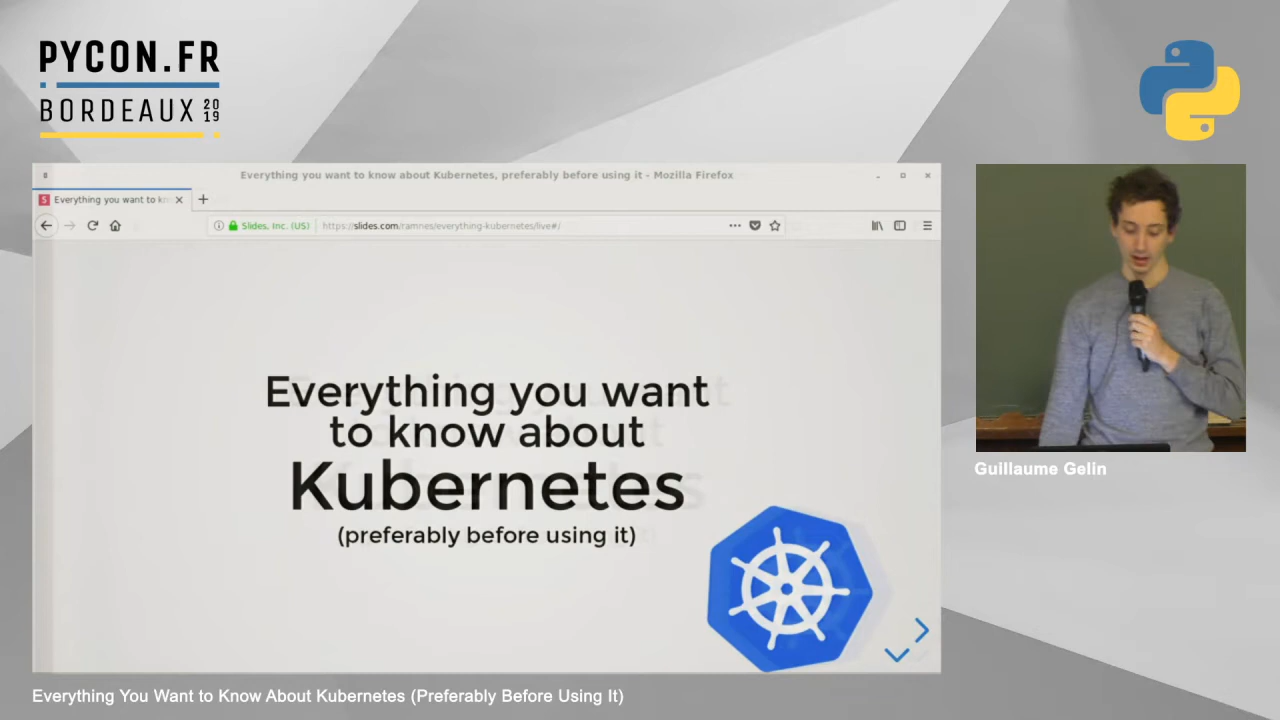 PYCON.FR
BORDEAUX 2019
Everything you want to know about Kubernetes, preferably before using it - Mozilla Firefox
Everything you want to kn
Slides, Inc. (US)
https://slides.com/ramnes/everything-kubernetes/live#/
Everything you want
to know about
Kubernetes
(preferably before using it)
Guillaume Gelin
Everything You Want to Know About Kubernetes (Preferably Before Using It)